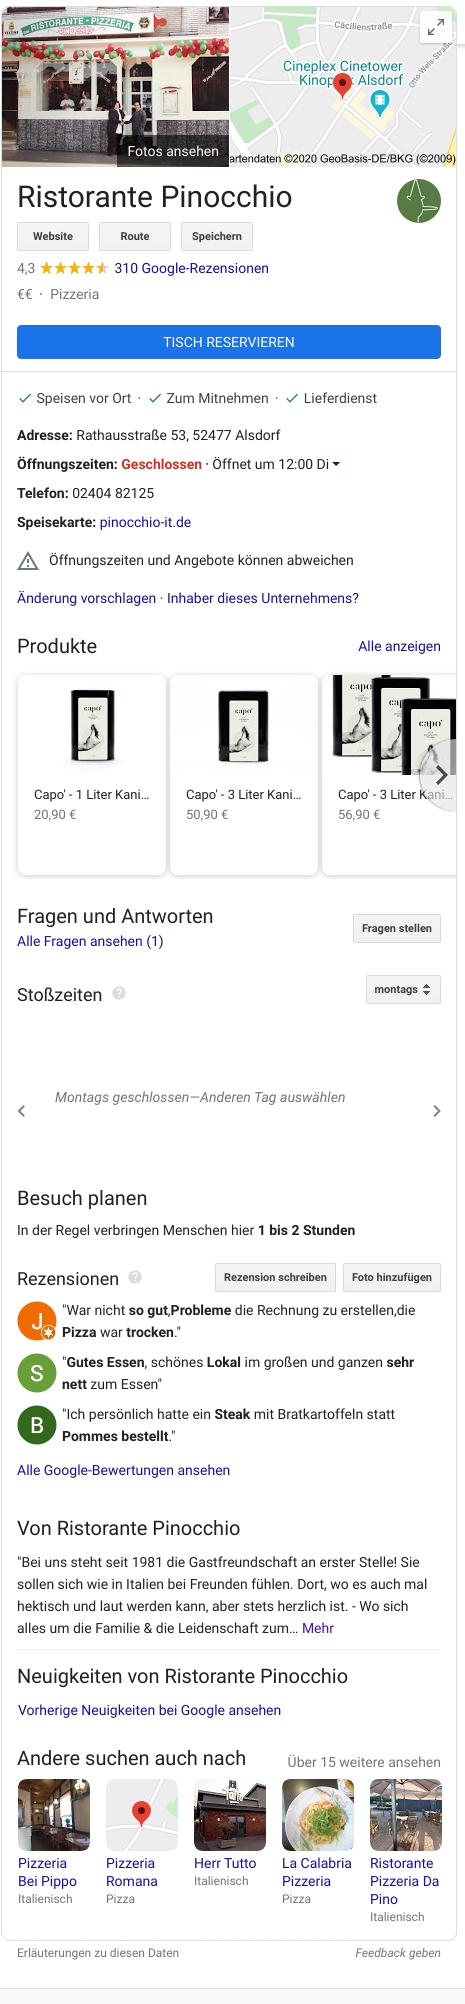 RISTORANTE - PIZZERIA
PINOCCHIO
Fotos ansehen
Cäcilienstraße
Otto-Wels-Straße
Cineplex Cinetower
Kinopark Alsdorf
artendaten ©2020 GeoBasis-DE/BKG (©2009)
Ristorante Pinocchio
Website Route Speichern
4,3 310 Google-Rezensionen
€€ · Pizzeria
TISCH RESERVIEREN
Speisen vor Ort · Zum Mitnehmen · Lieferdienst
Adresse: Rathausstraße 53, 52477 Alsdorf
Öffnungszeiten: Geschlossen · Öffnet um 12:00 Di
Telefon: 02404 82125
Speisekarte: pinocchio-it.de
Öffnungszeiten und Angebote können abweichen
Änderung vorschlagen · Inhaber dieses Unternehmens?
Produkte Alle anzeigen
capo' capo' capo' capo' capo'
Capo' - 1 Liter Kani... Capo' - 3 Liter Kani... Capo' - 3 Liter Kani...
20,90 € 50,90 € 56,90 €
Fragen und Antworten
Fragen stellen
Alle Fragen ansehen (1)
Stoßzeiten ? montags
Montags geschlossen—Anderen Tag auswählen
Besuch planen
In der Regel verbringen Menschen hier 1 bis 2 Stunden
Rezensionen ? Rezension schreiben Foto hinzufügen
J "War nicht so gut,Probleme die Rechnung zu erstellen,die
Pizza war trocken."
S "Gutes Essen, schönes Lokal im großen und ganzen sehr
nett zum Essen"
B "Ich persönlich hatte ein Steak mit Bratkartoffeln statt
Pommes bestellt."
Alle Google-Bewertungen ansehen
Von Ristorante Pinocchio
"Bei uns steht seit 1981 die Gastfreundschaft an erster Stelle! Sie
sollen sich wie in Italien bei Freunden fühlen. Dort, wo es auch mal
hektisch und laut werden kann, aber stets herzlich ist. - Wo sich
alles um die Familie & die Leidenschaft zum... Mehr
Neuigkeiten von Ristorante Pinocchio
Vorherige Neuigkeiten bei Google ansehen
Andere suchen auch nach Über 15 weitere ansehen
Pizzeria Bei Pippo
Italienisch
Pizzeria Romana
Pizza
Herr Tutto
Italienisch
La Calabria Pizzeria
Pizza
Ristorante Pizzeria Da Pino
Italienisch
Erläuterungen zu diesen Daten Feedback geben